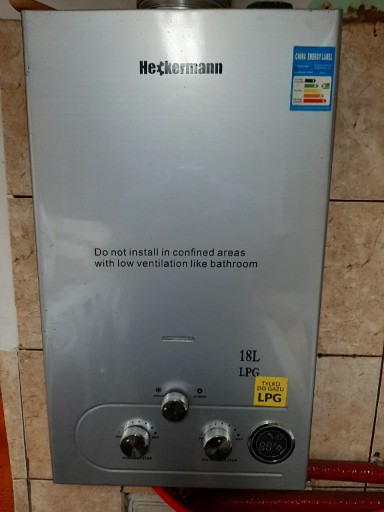 Heckermann
CHINA ENERGY LABEL
Do not install in confined areas
with low ventilation like bathroom
18L
LPG
TYLKO
DO GAZU
LPG